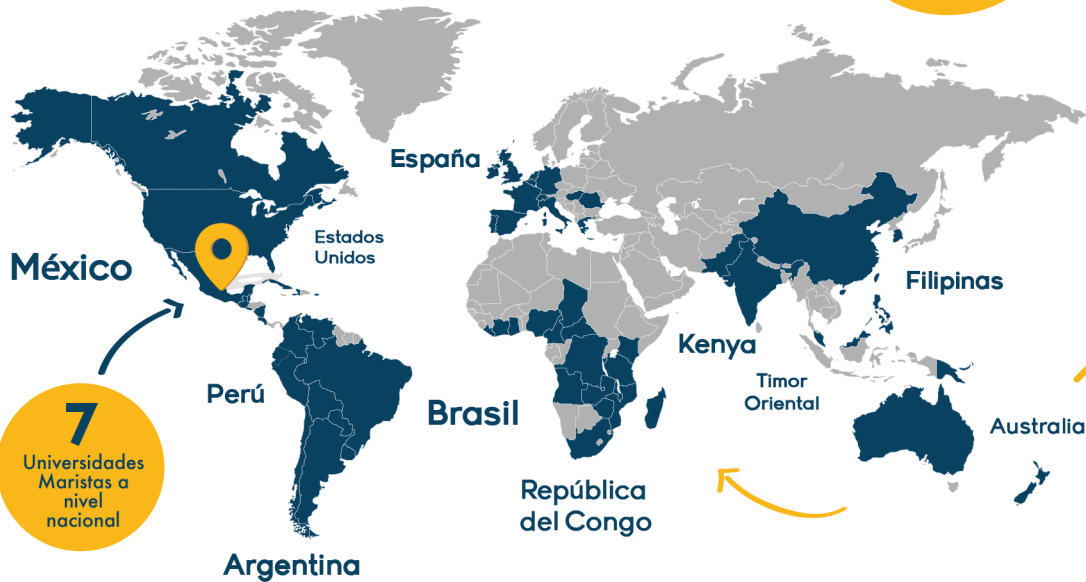 España
Estados
Unidos
México
Filipinas
Kenya
Perú
Timor
Oriental
Brasil
7
Universidades
Maristas a
nivel
nacional
Australia
República
del Congo
Argentina